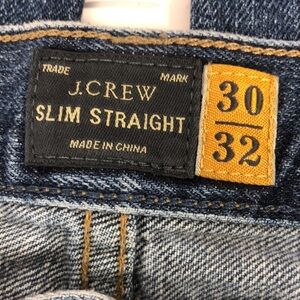 TRADE MARK
J.CREW
SLIM STRAIGHT
MADE IN CHINA
30
32